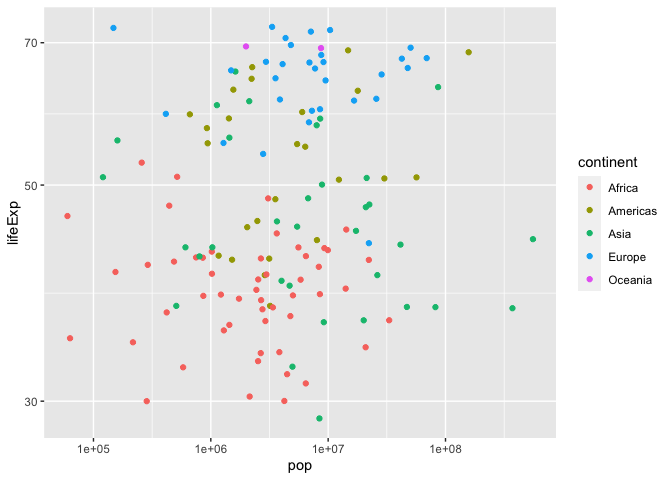 70
50
30
lifeExp
1e+05 1e+06 1e+07 1e+08
pop
continent
Africa
Americas
Asia
Europe
Oceania